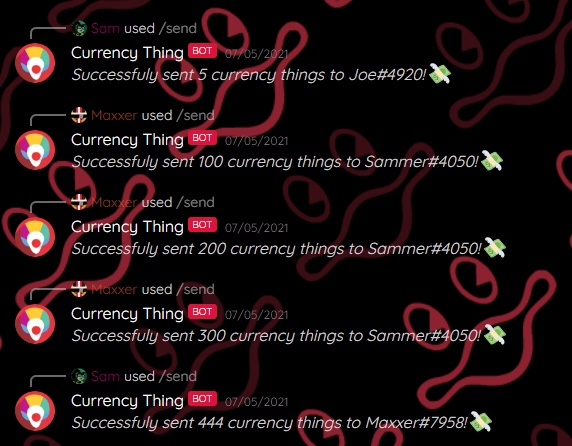 Sam used /send
Currency Thing BOT 07/05/2021
Successfuly sent 5 currency things to Joe#4920!
Maxxer used /send
Currency Thing BOT 07/05/2021
Successfuly sent 100 currency things to Sammer#4050!
Maxxer used /send
Currency Thing BOT 07/05/2021
Successfuly sent 200 currency things to Sammer#4050!
Maxxer used /send
Currency Thing BOT 07/05/2021
Successfuly sent 300 currency things to Sammer#4050!
Sam used /send
Currency Thing BOT 07/05/2021
Successfuly sent 444 currency things to Maxxer#7958!